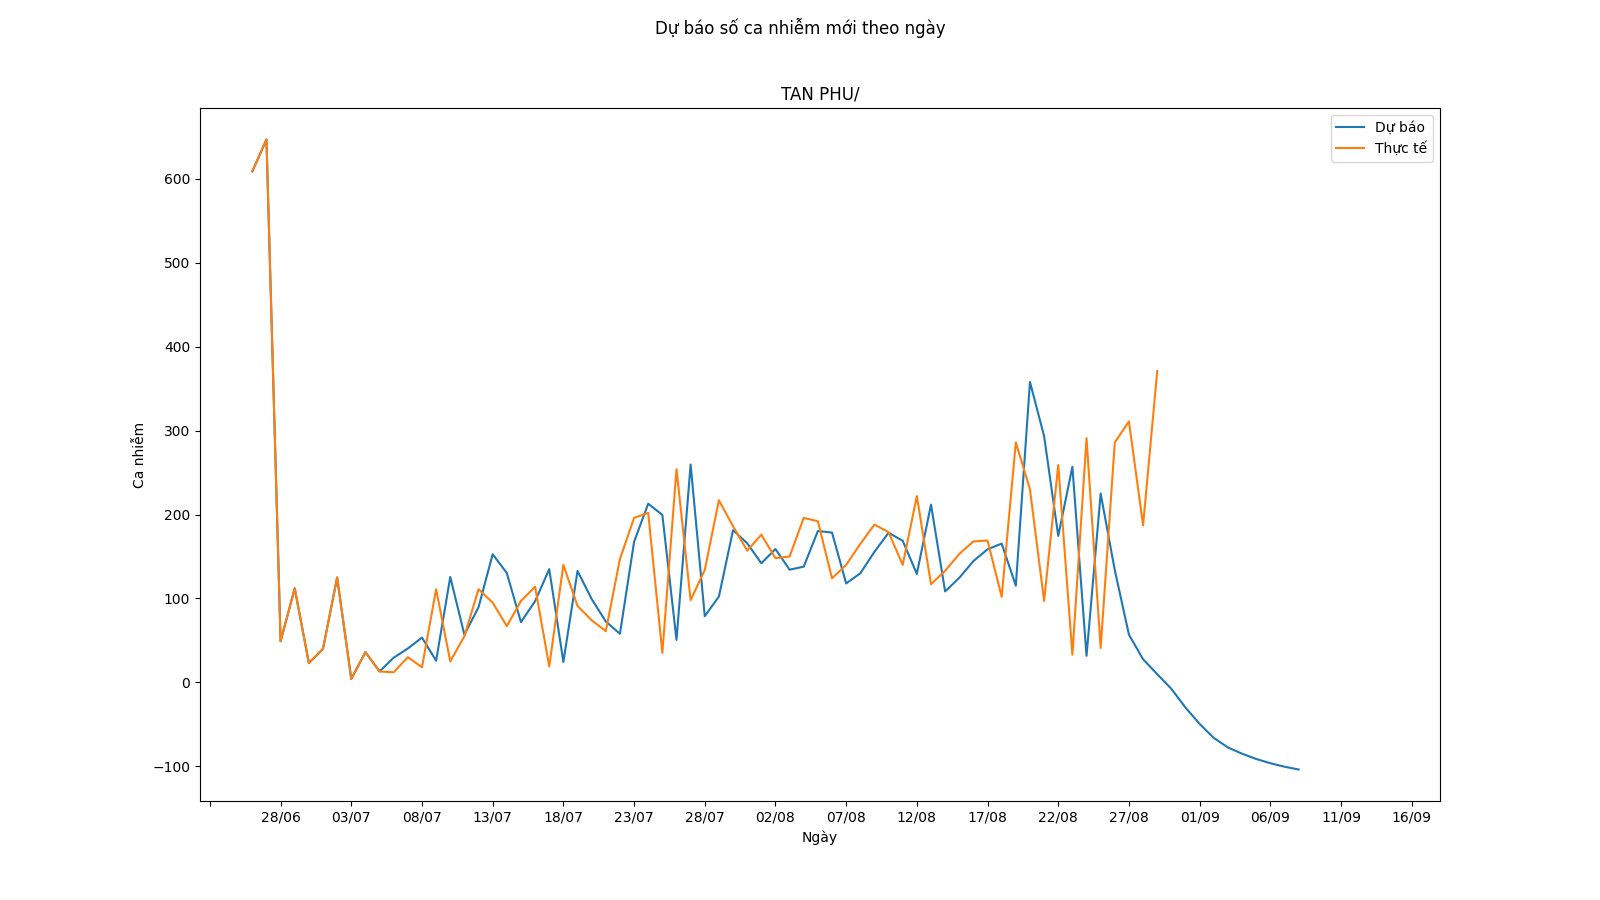 Dự báo số ca nhiễm mới theo ngày
TAN PHU/
Dự báo
Thực tế
600
500
400
300
200
100
0
−100
Ca nhiễm
28/06 03/07 08/07 13/07 18/07 23/07 28/07 02/08 07/08 12/08 17/08 22/08 27/08 01/09 06/09 11/09 16/09
Ngày